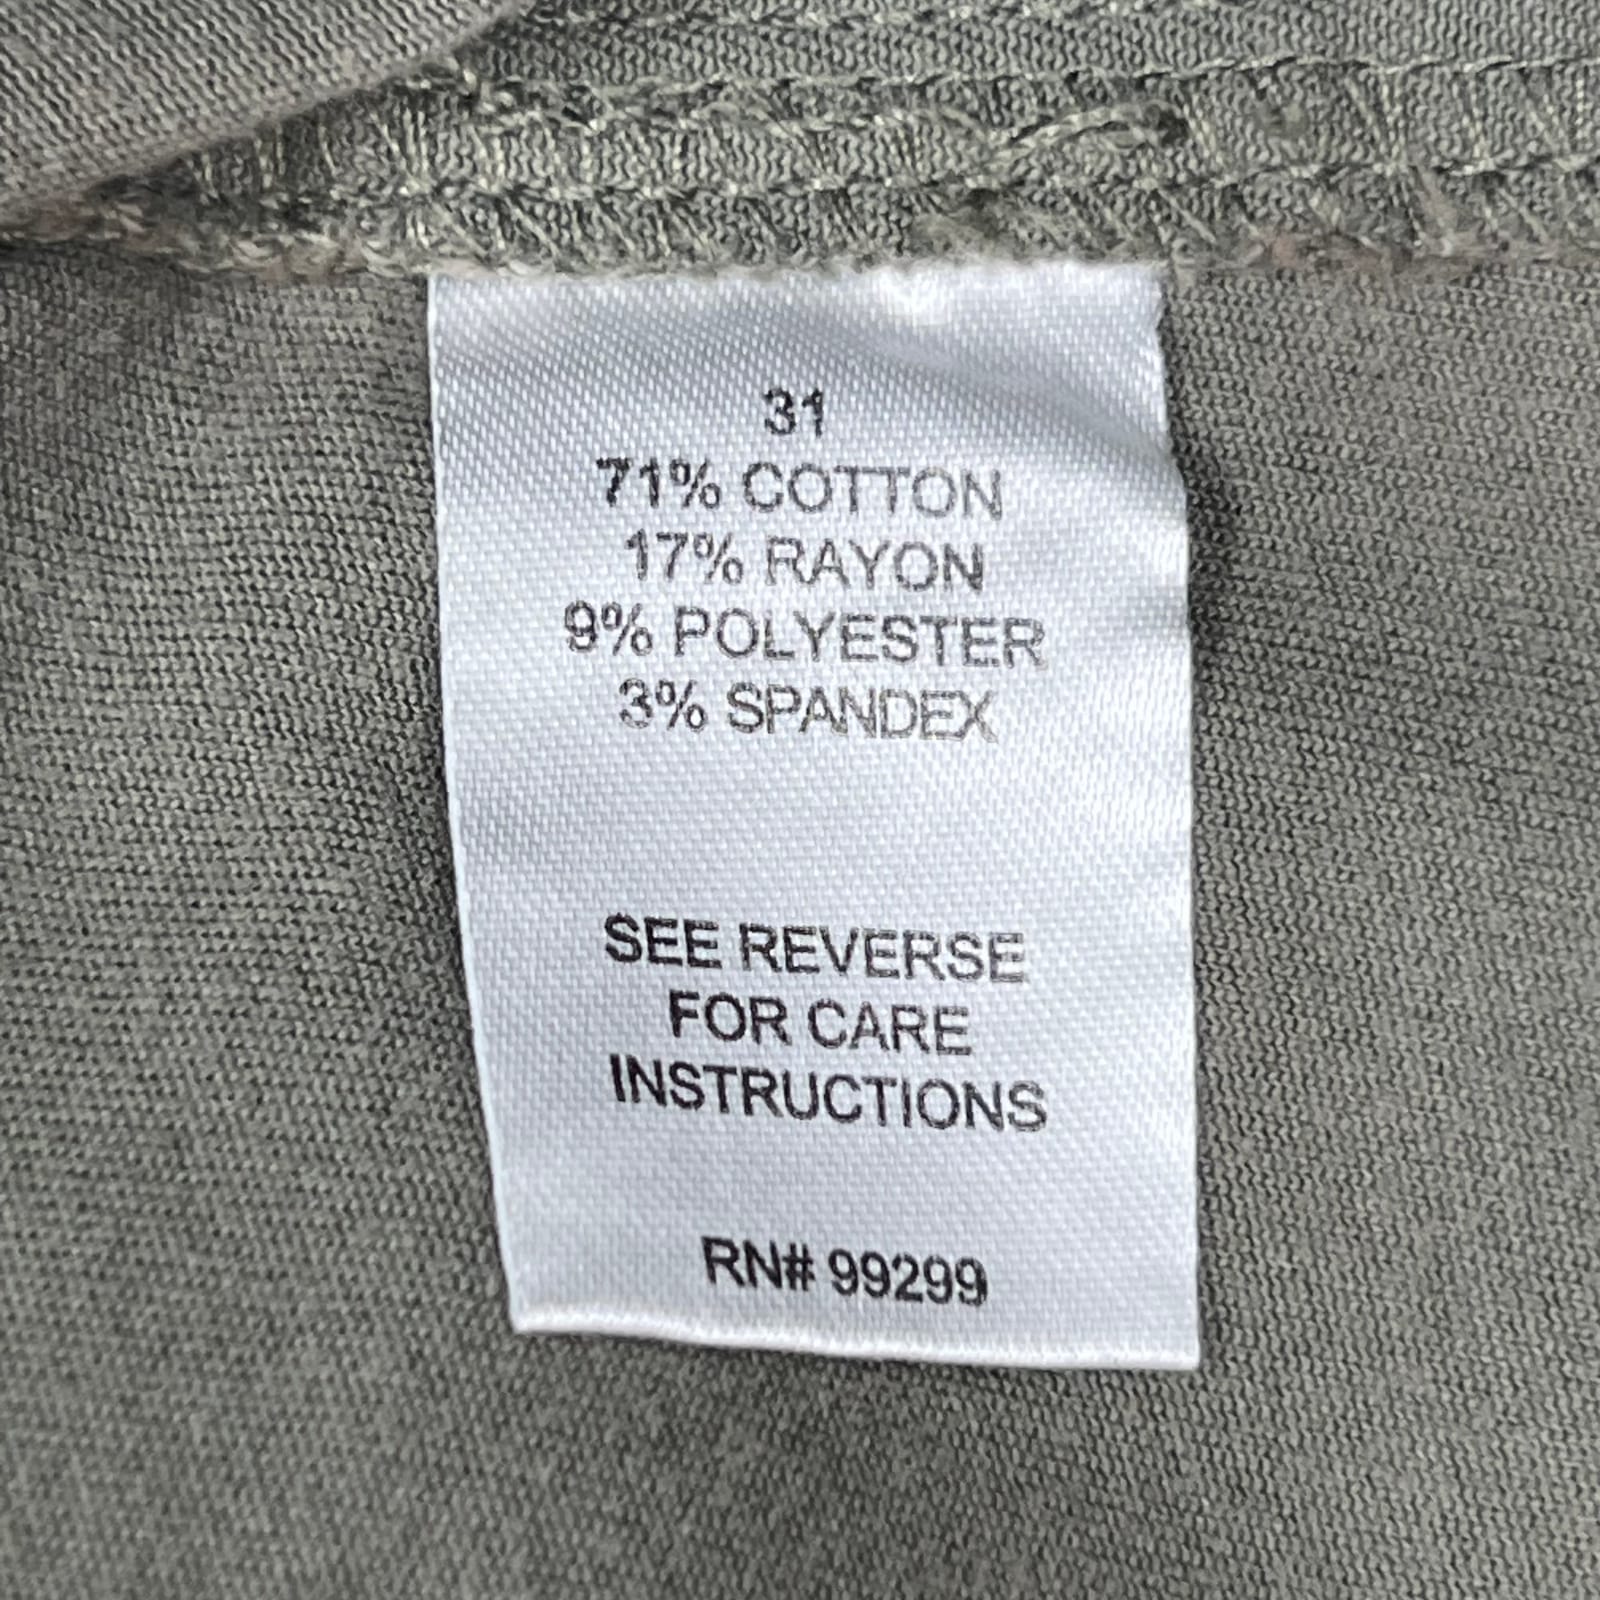 31
71% COTTON
17% RAYON
9% POLYESTER
3% SPANDEX
SEE REVERSE
FOR CARE
INSTRUCTIONS
RN# 99299